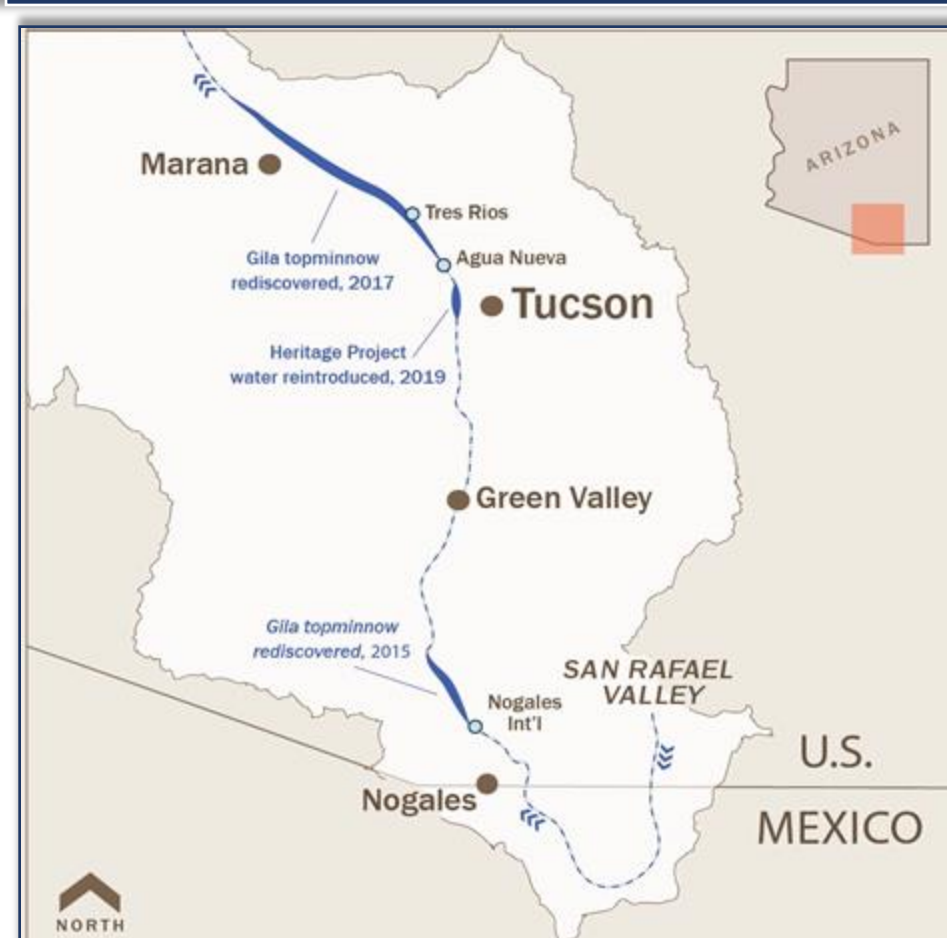 ARIZONA
Marana
Tres Rios
Gila topminnow
rediscovered, 2017
Agua Nueva
Tucson
Heritage Project
water reintroduced, 2019
Green Valley
Gila topminnow
rediscovered, 2015
SAN RAFAEL
VALLEY
Nogales
Int'l
U.S.
Nogales
MEXICO
NORTH